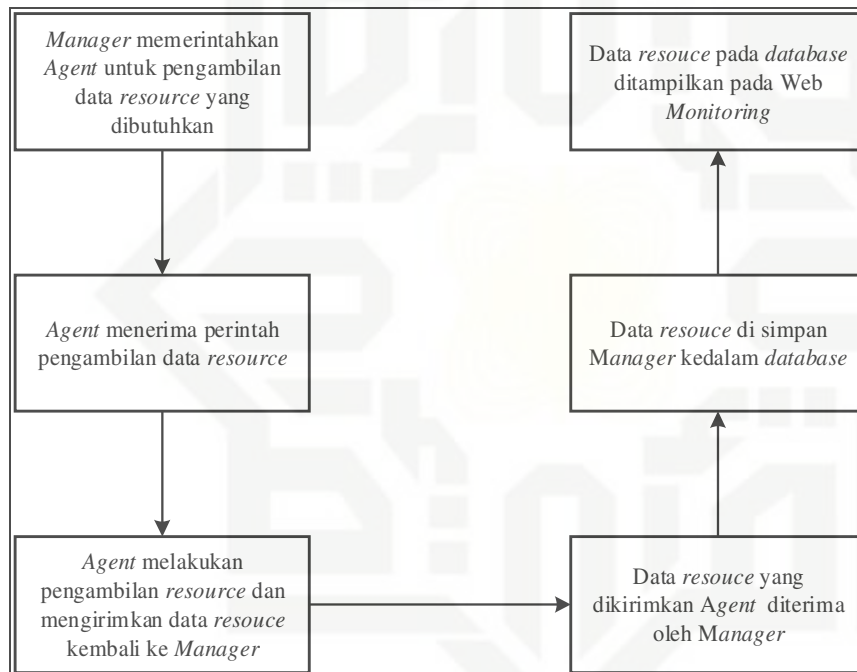 Manager memerintahkan
Agent untuk pengambilan
data resource yang
dibutuhkan
Agent menerima perintah
pengambilan data resource
Agent melakukan
pengambilan resource dan
mengirimkan data resouce
kembali ke Manager
Data resouce yang
dikirimkan Agent diterima
oleh Manager
Data resouce di simpan
Manager kedalam database
Data resouce pada database
ditampilkan pada Web
Monitoring